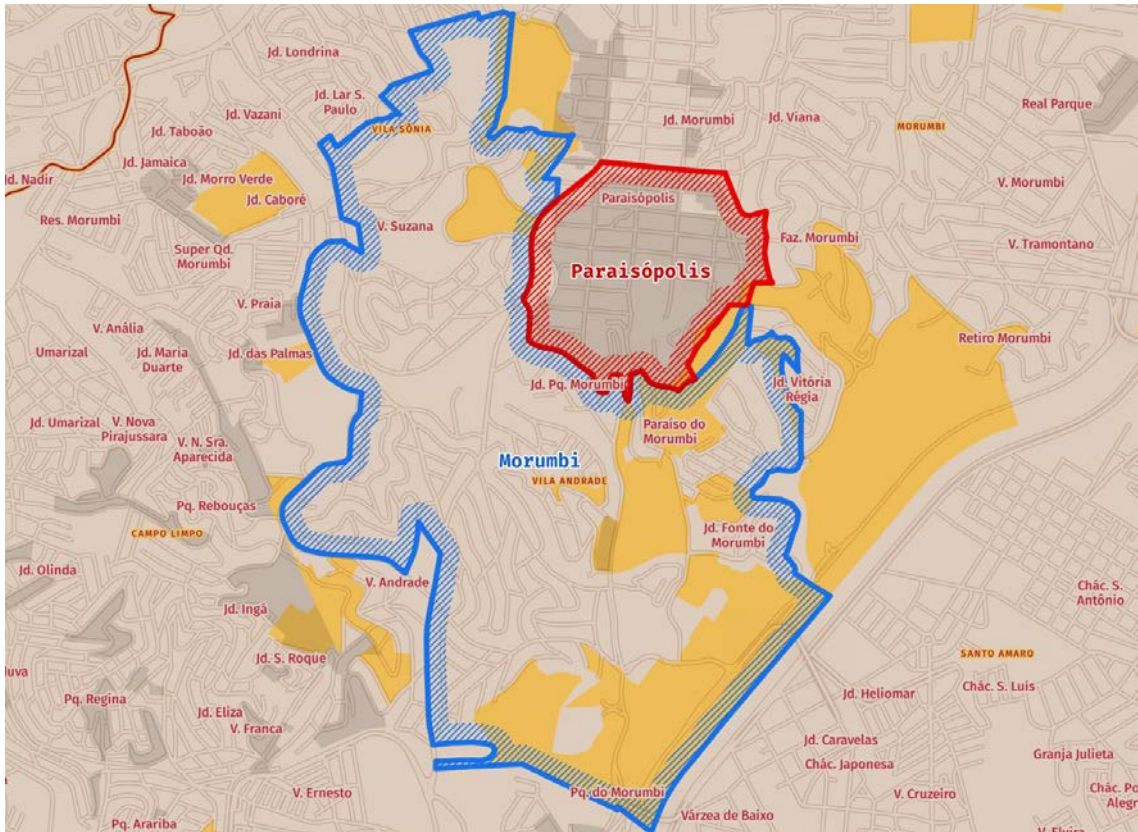 Jd. Londrina
Jd. Lar S.
Paulo
Jd. Vazani
VILA SÔNIA
Jd. Taboão
Jd. Jamaica
Jd. Morro Verde
Jd. Caboré
Jd. Nadir
Res. Morumbi
Super Qd.
Morumbi
V. Suzana
Jd. Morumbi
Jd. Viana
MORUMBI
Real Parque
V. Morumbi
V. Tramontano
Faz. Morumbi
Paraisópolis
Paraisópolis
V. Praia
V. Anália
Umarizal
Jd. Maria
Duarte
Jd. das Palmas
Retiro Morumbi
Jd. Pq. Morumbi
Jd. Vitória
Régia
Jd. Umarizal
V. Nova
Pirajussara
V. N. Sra.
Aparecida
Paraíso do
Morumbi
Morumbi
VILA ANDRADE
Pq. Rebouças
CAMPO LIMPO
Jd. Fonte do
Morumbi
Jd. Olinda
V. Andrade
Chác. S.
Antônio
Jd. Ingá
Jd. S. Roque
SANTO AMARO
Chác. S. Luis
Juva
Pq. Regina
Jd. Eliza
V. Franca
Jd. Heliomar
Jd. Caravelas
Chác. Japonesa
Granja Julieta
V. Ernesto
Pq. do Morumbi
V. Cruzeiro
Chác. Po
Alegr
Pq. Arariba
Várzea de Baixo
V. Elvira